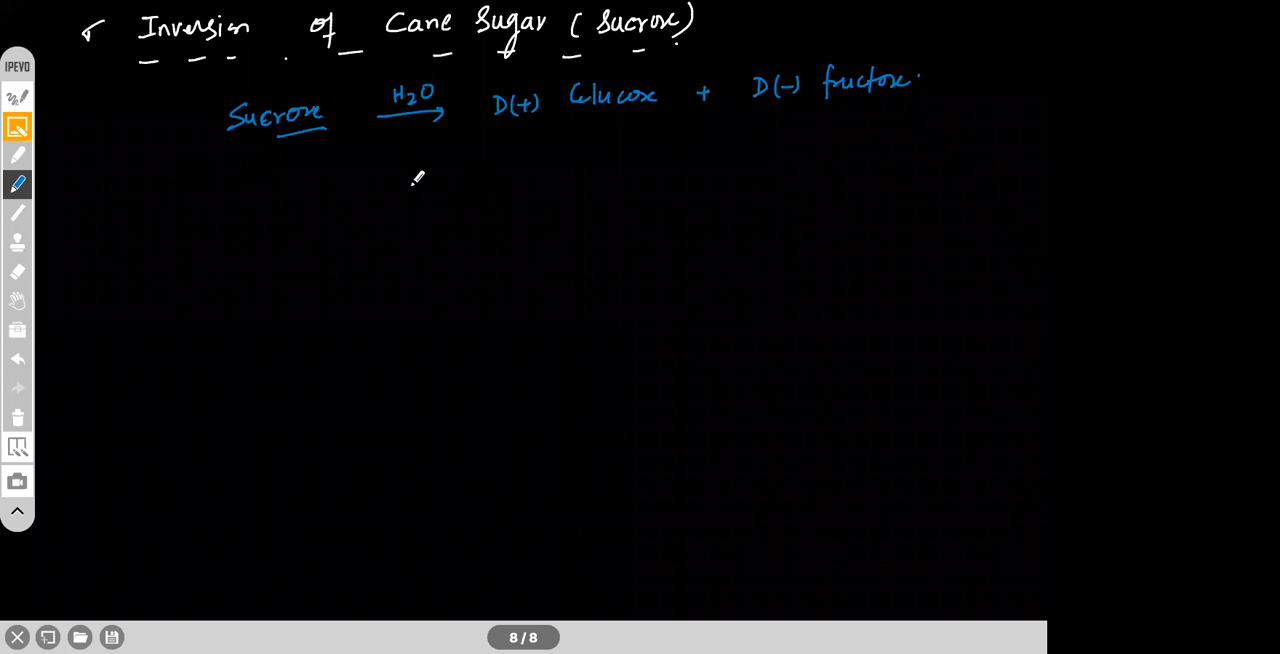 Inversion of Cane Sugar (Sucrose)
Sucrose H₂O → D(+) Glucose + D(-) fructose.
IPEVO
8/8